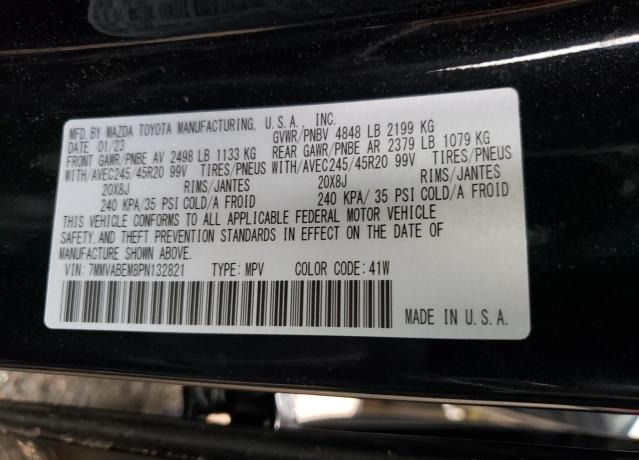 MFD.BY MAZDA TOYOTA MANUFACTURING, U.S.A., INC.
DATE 01/23 GVWR/PNBV 4848 LB 2199 KG
FRONT GAWR/PNBE AV 2498 LB 1133 KG REAR GAWR/PNBE AR 2379 LB 1079 KG
WITH/AVEC245/45R20 99V TIRES/PNEUS WITH/AVEC245/45R20 99V TIRES/PNEUS
20X8J RIMS/JANTES 20X8J RIMS/JANTES
240 KPA/35 PSI COLD/A FROID 240 KPA/ 35 PSI COLD/A FROID
THIS VEHICLE CONFORMS TO ALL APPLICABLE FEDERAL MOTOR VEHICLE
SAFETY,AND THEFT PREVENTION STANDARDS IN EFFECT ON THE DATE OF
MANUFACTURE SHOWN ABOVE.
VIN: 7MMVABEM8PN132821 TYPE: MPV COLOR CODE: 41W
MADE IN U.S.A.